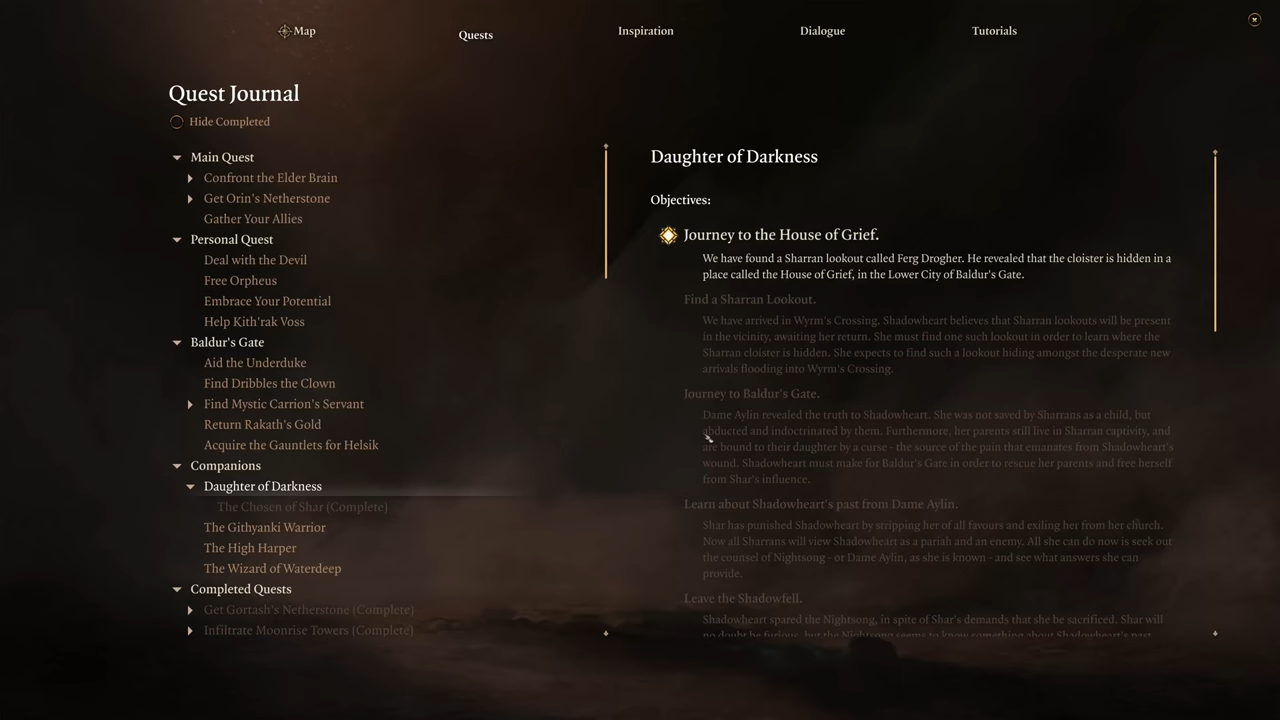 Map
Quests
Inspiration
Dialogue
Tutorials
Quest Journal
Hide Completed
Main Quest
Confront the Elder Brain
Get Orin's Netherstone
Gather Your Allies
Personal Quest
Deal with the Devil
Free Orpheus
Embrace Your Potential
Help Kith'rak Voss
Baldur's Gate
Aid the Underduke
Find Dribbles the Clown
Find Mystic Carrion's Servant
Return Rakath's Gold
Acquire the Gauntlets for Helsik
Companions
Daughter of Darkness
The Chosen of Shar (Complete)
The Githyanki Warrior
The High Harper
The Wizard of Waterdeep
Completed Quests
Get Gortash's Netherstone (Complete)
Infiltrate Moonrise Towers (Complete)
Daughter of Darkness
Objectives:
Journey to the House of Grief.
We have found a Sharran lookout called Ferg Drogher. He revealed that the cloister is hidden in a
place called the House of Grief, in the Lower City of Baldur's Gate.
Find a Sharran Lookout.
We have arrived in Wyrm's Crossing. Shadowheart believes that Sharran lookouts will be present
in the vicinity, awaiting her return. She must find one such lookout in order to learn where the
Sharran cloister is hidden. She expects to find such a lookout hiding amongst the desperate new
arrivals flooding into Wyrm's Crossing.
Journey to Baldur's Gate.
Dame Aylin revealed the truth to Shadowheart. She was not saved by Sharrans as a child, but
abducted and indoctrinated by them. Furthermore, her parents still live in Sharran captivity, and
are bound to their daughter by a curse - the source of the pain that emanates from Shadowheart's
wound. Shadowheart must make for Baldur's Gate in order to rescue her parents and free herself
from Shar's influence.
Learn about Shadowheart's past from Dame Aylin.
Shar has punished Shadowheart by stripping her of all favours and exiling her from her church.
Now all Sharrans will view Shadowheart as a pariah and an enemy. All she can do now is seek out
the counsel of Nightsong - or Dame Aylin, as she is known - and see what answers she can
provide.
Leave the Shadowfell.
Shadowheart spared the Nightsong, in spite of Shar's demands that she be sacrificed. Shar will
no doubt be furious, but the Nightsong seems to know something about Shadowheart's past